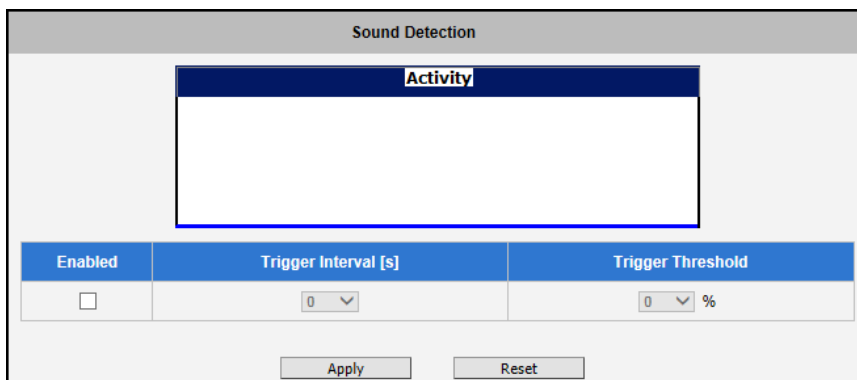 Sound Detection
Activity
Enabled Trigger Interval [s] Trigger Threshold
0 0 %
Apply Reset